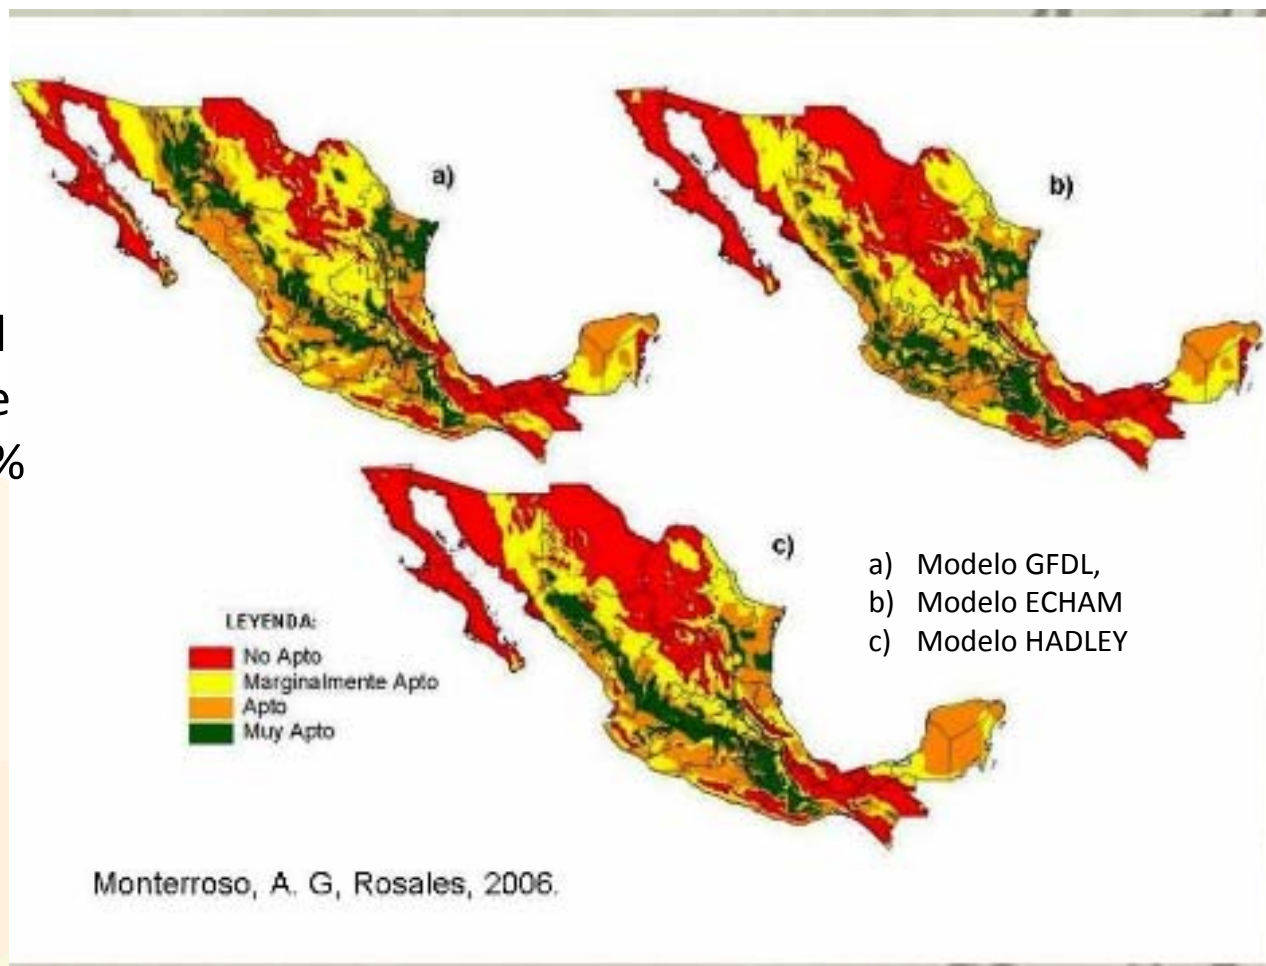 a)
b)
c)
l
e
%
a) Modelo GFDL,
b) Modelo ECHAM
c) Modelo HADLEY
LEYENDA:
No Apto
Marginalmente Apto
Apto
Muy Apto
Monterroso, A. G, Rosales, 2006.